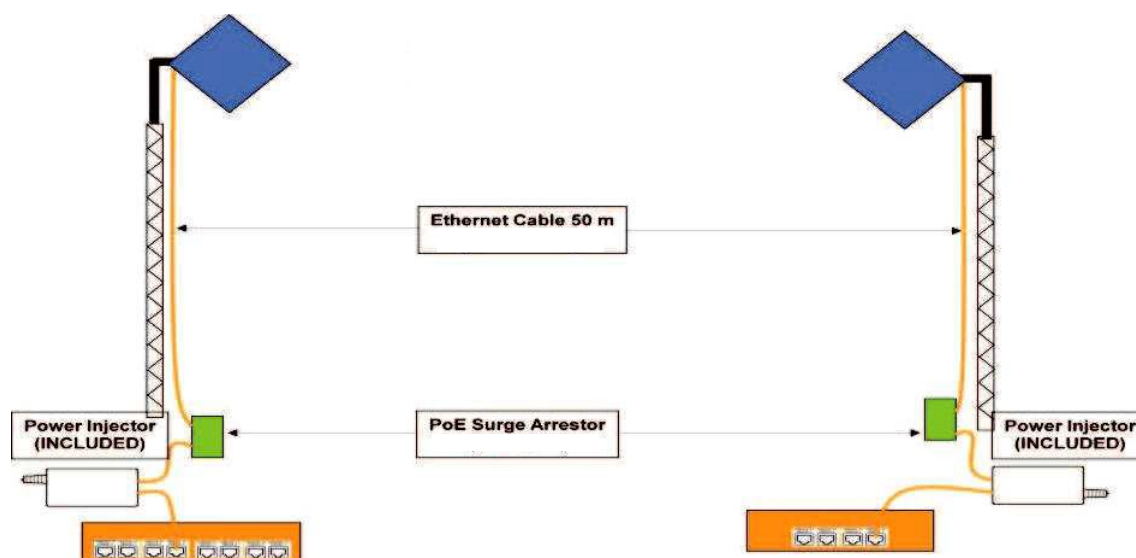 Ethernet Cable 50 m
Power Injector
(INCLUDED)
PoE Surge Arrestor
Power Injector
(INCLUDED)